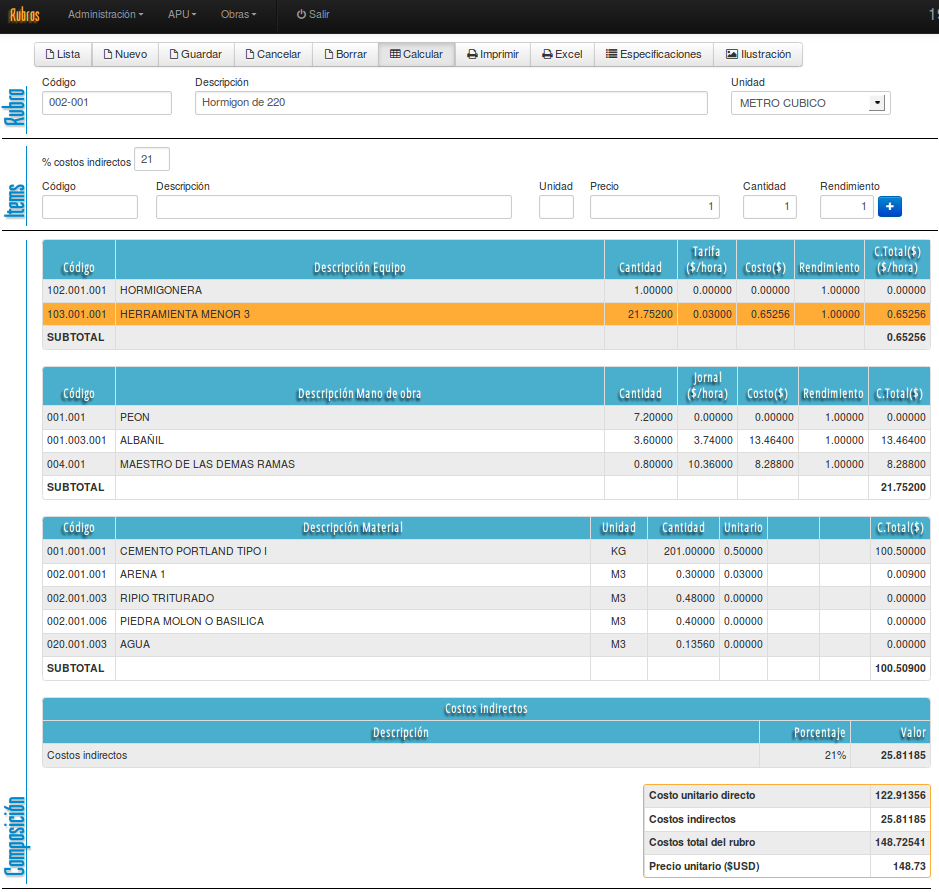 Rubros Administración APU Obras Salir 19
Lista Nuevo Guardar Cancelar Borrar Calcular Imprimir Excel Especificaciones Ilustración
Rubro
Código Descripción Unidad
002-001 Hormigon de 220 METRO CUBICO
Items
% costos indirectos 21
Código Descripción Unidad Precio Cantidad Rendimiento
1 1 1 +
Composición
Código Descripción Equipo Cantidad Tarifa ($/hora) Costo($) Rendimiento C.Total($) ($/hora)
102.001.001 HORMIGONERA 1.00000 0.00000 0.00000 1.00000 0.00000
103.001.001 HERRAMIENTA MENOR 3 21.75200 0.03000 0.65256 1.00000 0.65256
SUBTOTAL 0.65256
Código Descripción Mano de obra Cantidad Jornal ($/hora) Costo($) Rendimiento C.Total($)
001.001 PEON 7.20000 0.00000 0.00000 1.00000 0.00000
001.003.001 ALBAÑIL 3.60000 3.74000 13.46400 1.00000 13.46400
004.001 MAESTRO DE LAS DEMAS RAMAS 0.80000 10.36000 8.28800 1.00000 8.28800
SUBTOTAL 21.75200
Código Descripción Material Unidad Cantidad Unitario C.Total($)
001.001.001 CEMENTO PORTLAND TIPO I KG 201.00000 0.50000 100.50000
002.001.001 ARENA 1 M3 0.30000 0.03000 0.00900
002.001.003 RIPIO TRITURADO M3 0.48000 0.00000 0.00000
002.001.006 PIEDRA MOLON O BASILICA M3 0.40000 0.00000 0.00000
020.001.003 AGUA M3 0.13560 0.00000 0.00000
SUBTOTAL 100.50900
Costos Indirectos
Descripción Porcentaje Valor
Costos indirectos 21% 25.81185
Costo unitario directo 122.91356
Costos indirectos 25.81185
Costos total del rubro 148.72541
Precio unitario ($USD) 148.73